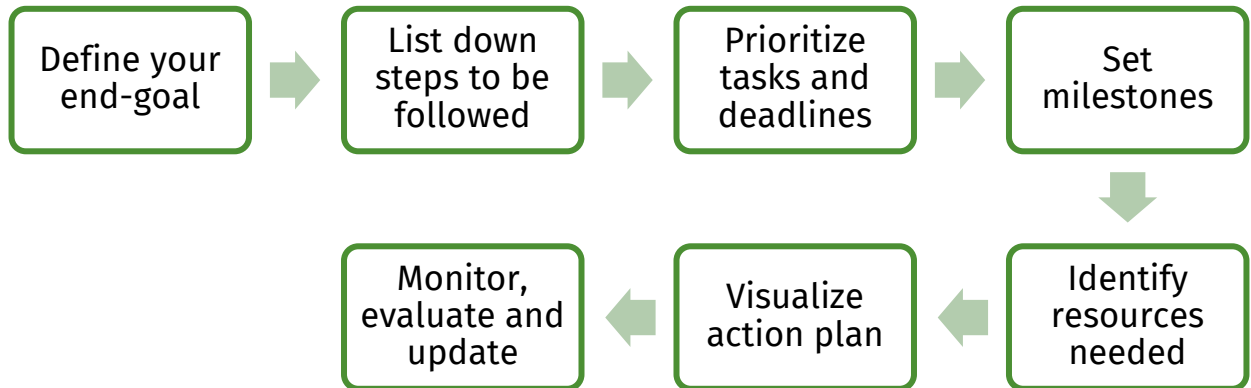 Define your
end-goal
List down
steps to be
followed
Prioritize
tasks and
deadlines
Set
milestones
Identify
resources
needed
Visualize
action plan
Monitor,
evaluate and
update